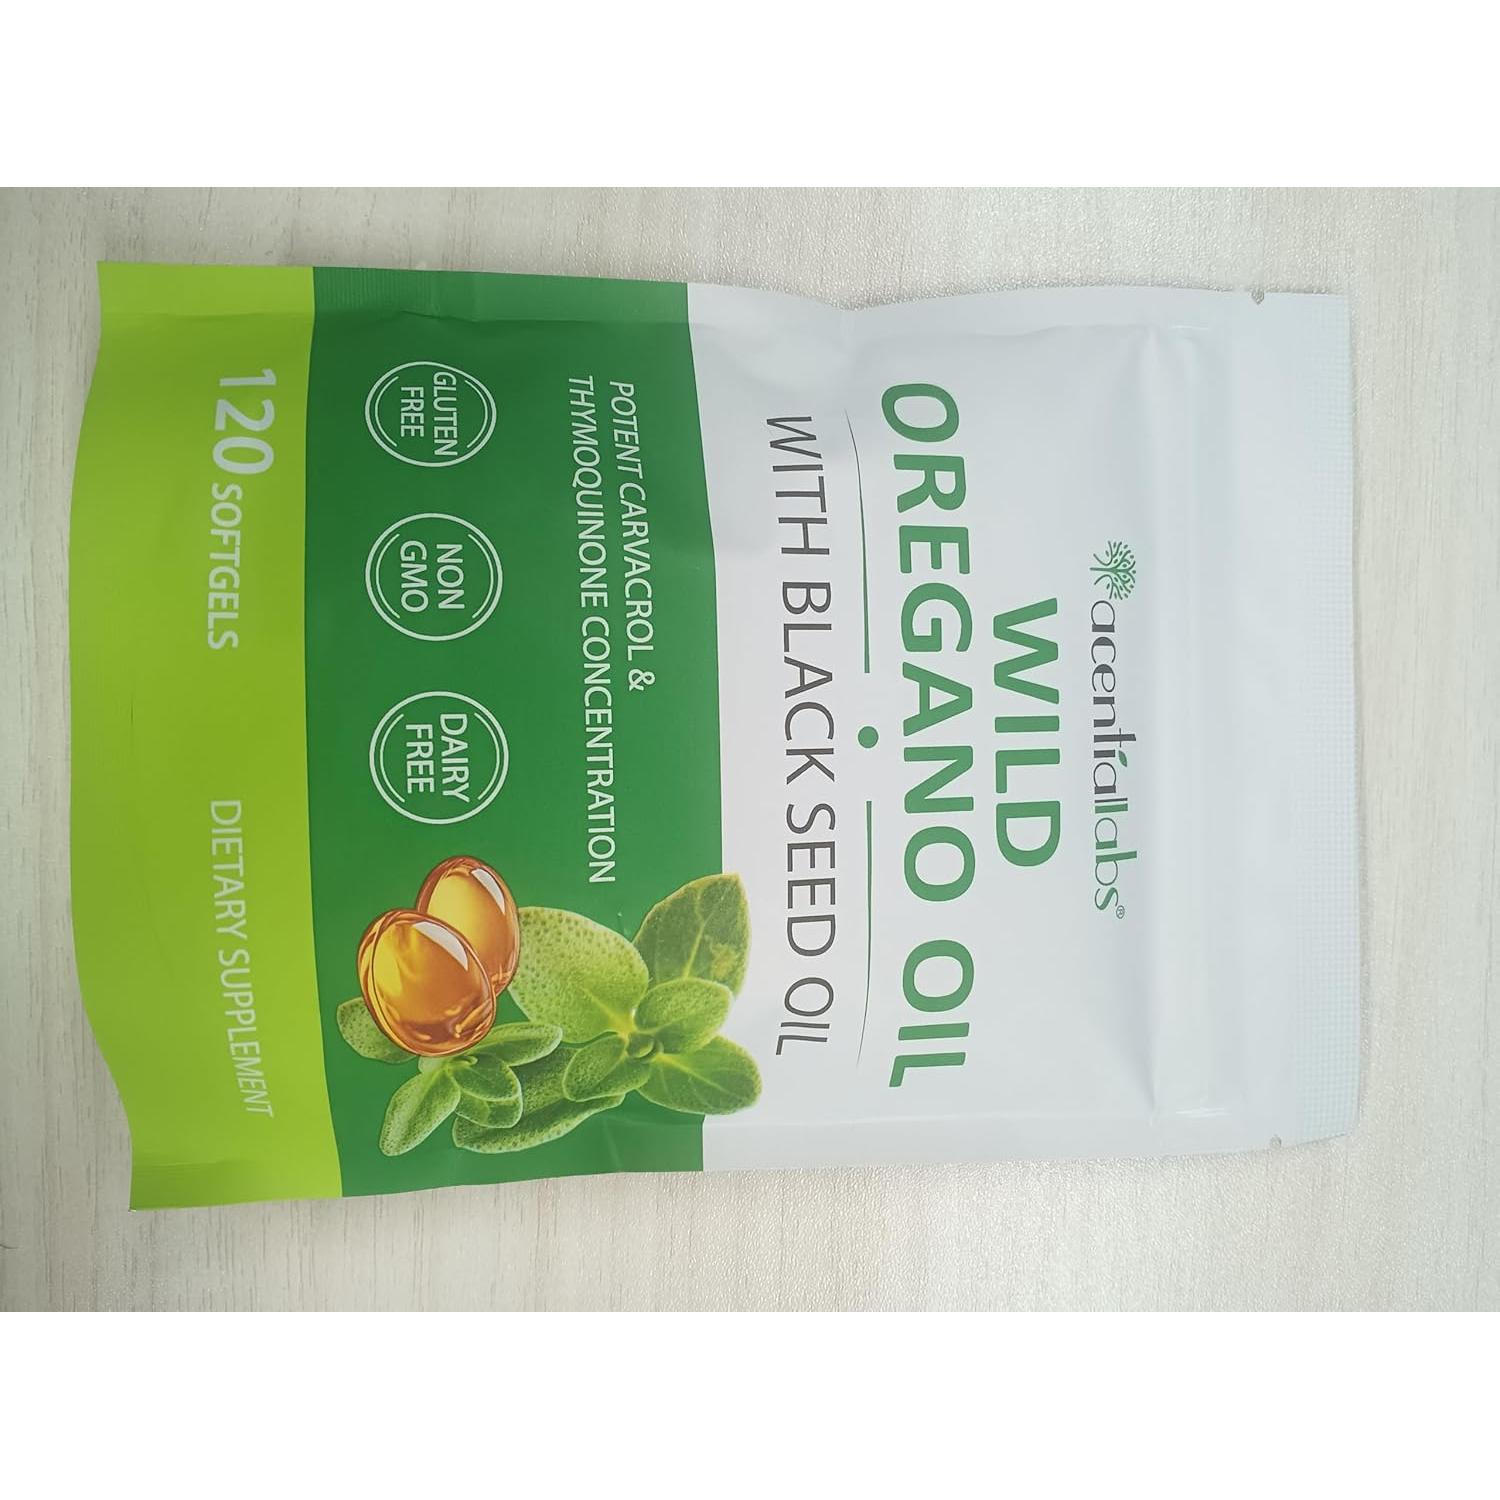 acentiallabs®
WILD
OREGANO OIL
WITH BLACK SEED OIL
POTENT CARVACROL &
THYMOQUINONE CONCENTRATION
GLUTEN
FREE
NON
GMO
DAIRY
FREE
120 SOFTGELS
DIETARY SUPPLEMENT